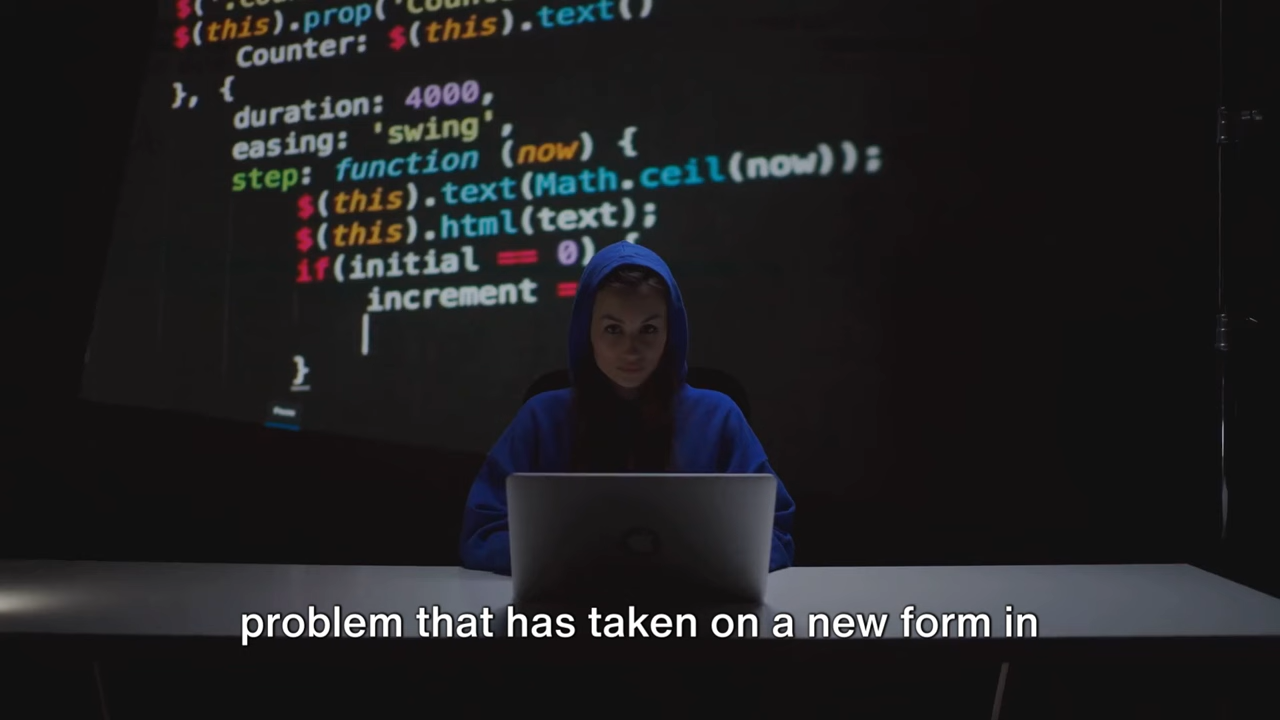 $(this).prop('Counter
Counter: $(this).text()
}, {
duration: 4000,
easing: 'swing',
step: function (now) {
$(this).text(Math.ceil(now));
$(this).html(text);
if(initial == 0) {
increment =
}
problem that has taken on a new form in